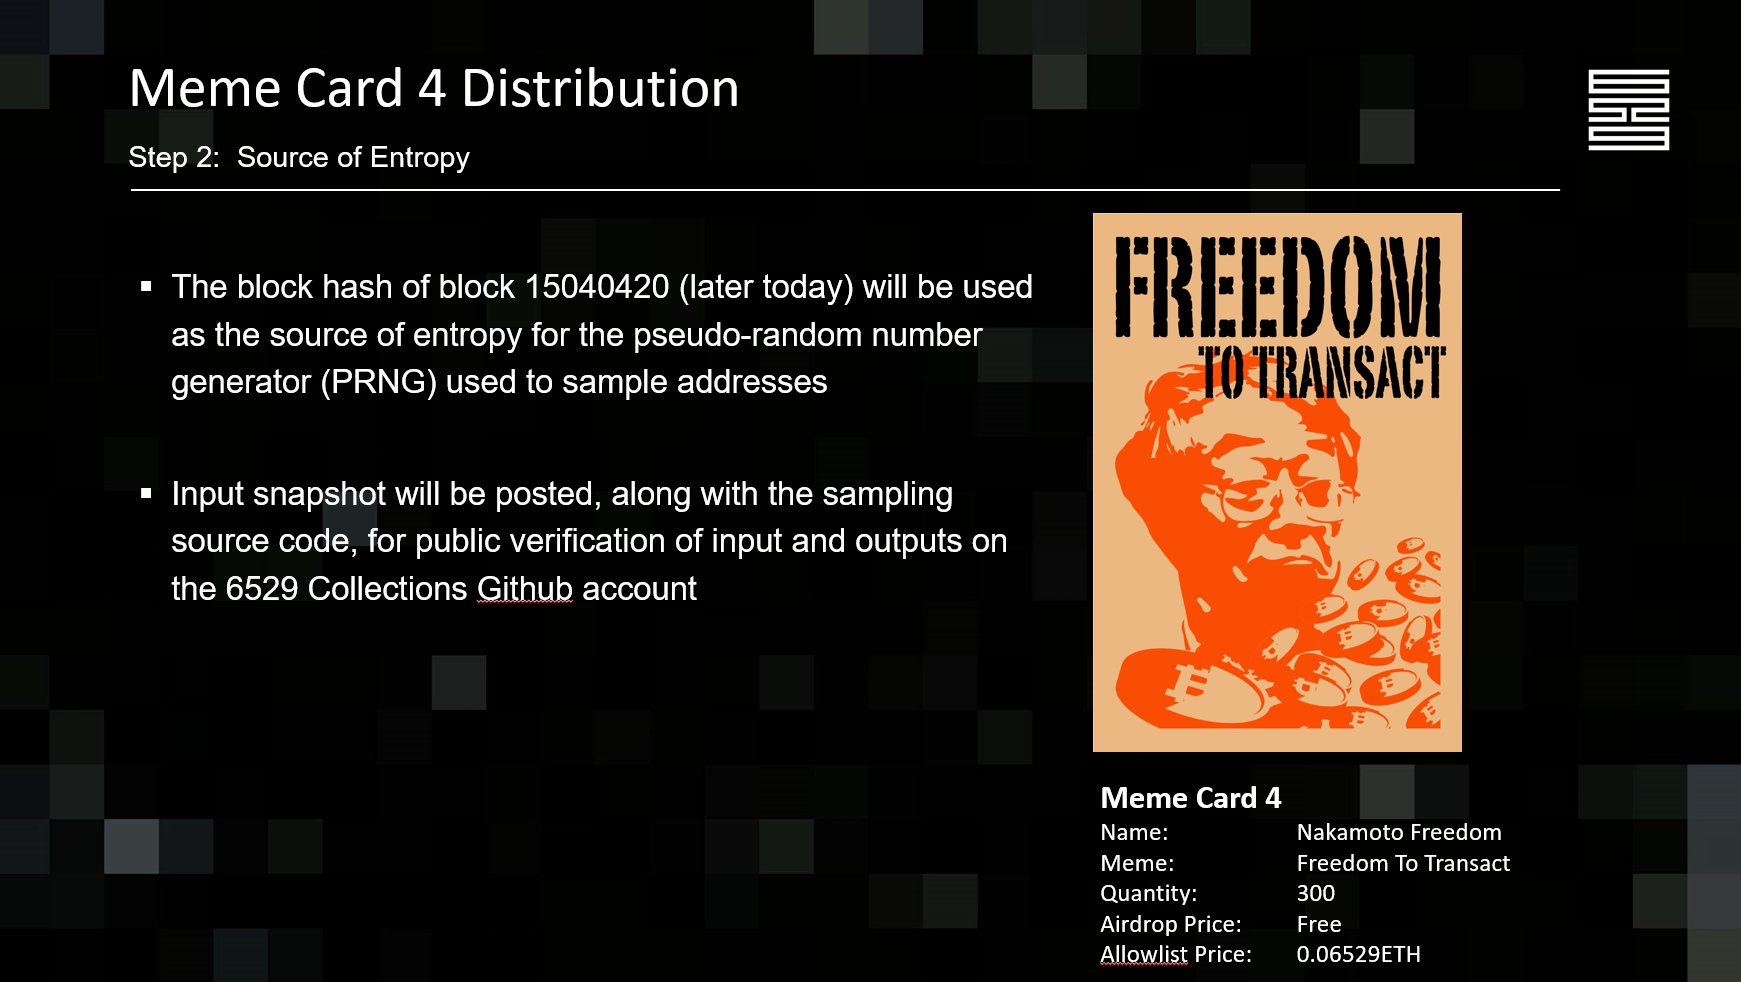 Meme Card 4 Distribution
Step 2:  Source of Entropy
▪ The block hash of block 15040420 (later today) will be used
as the source of entropy for the pseudo-random number
generator (PRNG) used to sample addresses
▪ Input snapshot will be posted, along with the sampling
source code, for public verification of input and outputs on
the 6529 Collections Github account
FREEDOM
TO TRANSACT
Meme Card 4
Name: Nakamoto Freedom
Meme: Freedom To Transact
Quantity: 300
Airdrop Price: Free
Allowlist Price: 0.06529ETH